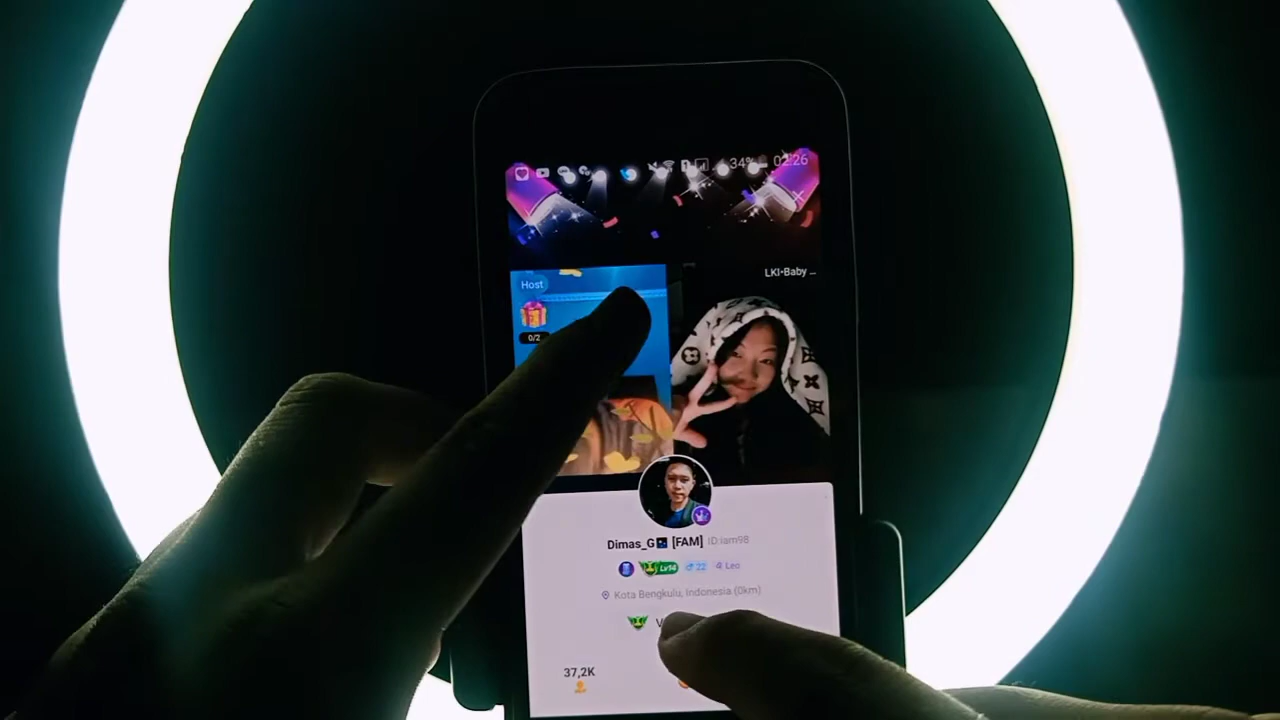 34% 02:26
Host
LKI•Baby ...
0/2
Dimas_G [FAM] ID:iam98
Lv14 22 Leo
Kota Bengkulu, Indonesia (0km)
37,2K